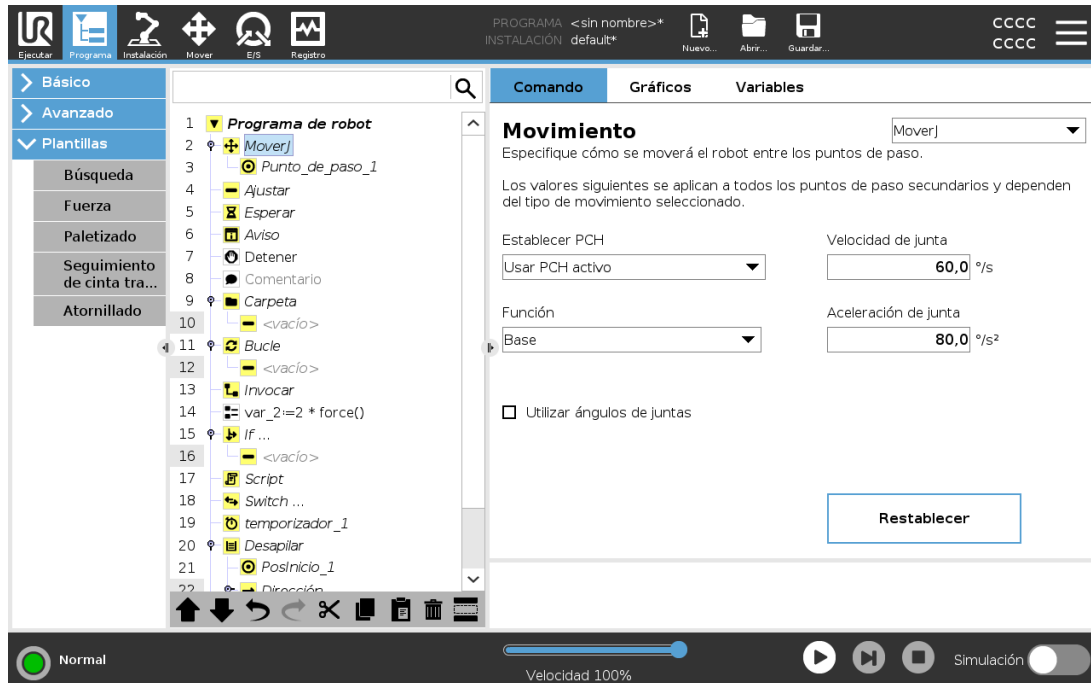 PROGRAMA <sin nombre>*
INSTALACIÓN default*
CCCC
CCCC
Ejecutar
Programa
Instalación
Mover
E/S
Registro
Nuevo...
Abrir...
Guardar...
Básico
Avanzado
Plantillas
Búsqueda
Fuerza
Paletizado
Seguimiento
de cinta tra...
Atornillado
1 Programa de robot
2 MoverJ
3 Punto_de_paso_1
4 Ajustar
5 Esperar
6 Aviso
7 Detener
8 Comentario
9 Carpeta
10 <vacío>
11 Bucle
12 <vacío>
13 Invocar
14 var_2:=2 * force()
15 If ...
16 <vacío>
17 Script
18 Switch ...
19 temporizador_1
20 Desapilar
21 PosInicio_1
22 Dirección
Comando Gráficos Variables
Movimiento
MoverJ
Especifique cómo se moverá el robot entre los puntos de paso.
Los valores siguientes se aplican a todos los puntos de paso secundarios y dependen
del tipo de movimiento seleccionado.
Establecer PCH
Velocidad de junta
Usar PCH activo
60,0 °/s
Función
Aceleración de junta
Base
80,0 °/s²
Utilizar ángulos de juntas
Restablecer
Normal
Velocidad 100%
Simulación